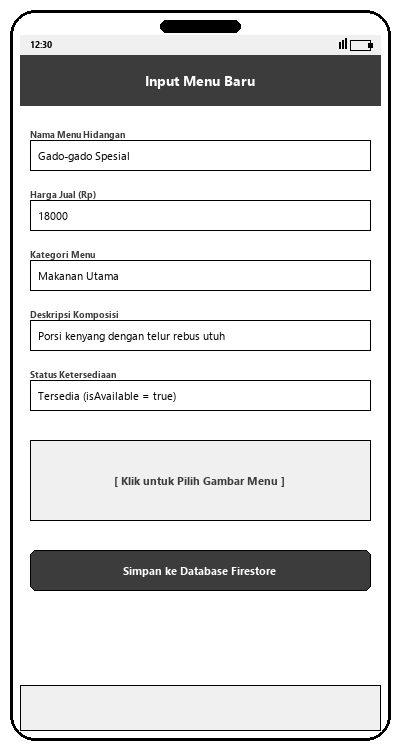 12:30
Input Menu Baru
Nama Menu Hidangan
Gado-gado Spesial
Harga Jual (Rp)
18000
Kategori Menu
Makanan Utama
Deskripsi Komposisi
Porsi kenyang dengan telur rebus utuh
Status Ketersediaan
Tersedia (isAvailable = true)
[ Klik untuk Pilih Gambar Menu ]
Simpan ke Database Firestore